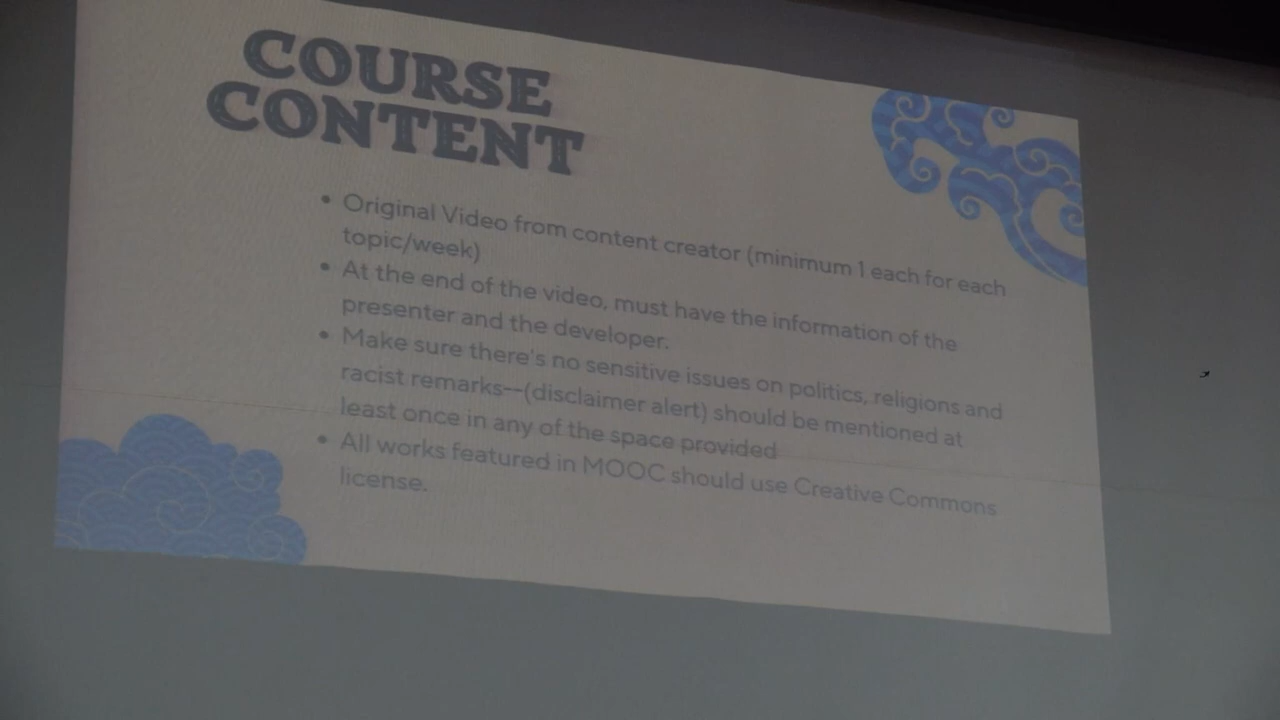 COURSE
CONTENT
• Original Video from content creator (minimum 1 each for each
topic/week)
• At the end of the video, must have the information of the
presenter and the developer.
• Make sure there's no sensitive issues on politics, religions and
racist remarks—(disclaimer alert) should be mentioned at
least once in any of the space provided
• All works featured in MOOC should use Creative Commons
license.